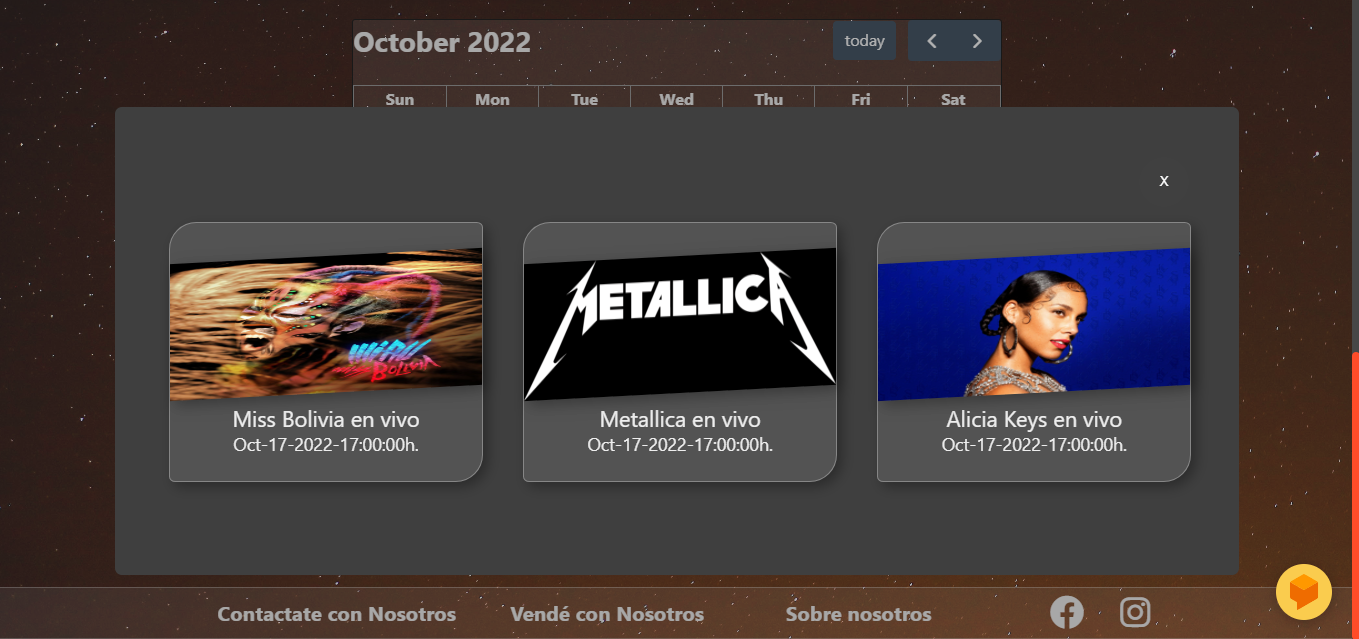 October 2022
today
Sun Mon Tue Wed Thu Fri Sat
x
MISS BOLIVIA
METALLICA
Miss Bolivia en vivo
Oct-17-2022-17:00:00h.
Metallica en vivo
Oct-17-2022-17:00:00h.
Alicia Keys en vivo
Oct-17-2022-17:00:00h.
Contactate con Nosotros
Vendé con Nosotros
Sobre nosotros